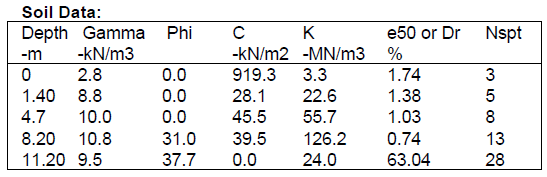 Soil Data:
Depth Gamma Phi C K e50 or Dr Nspt
-m -kN/m3 -kN/m2 -MN/m3 %
0 2.8 0.0 919.3 3.3 1.74 3
1.40 8.8 0.0 28.1 22.6 1.38 5
4.7 10.0 0.0 45.5 55.7 1.03 8
8.20 10.8 31.0 39.5 126.2 0.74 13
11.20 9.5 37.7 0.0 24.0 63.04 28